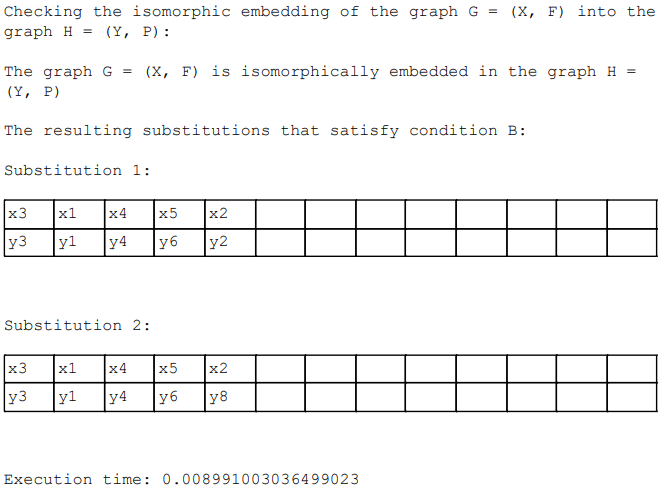 Checking the isomorphic embedding of the graph G = (X, F) into the
graph H = (Y, P):
The graph G = (X, F) is isomorphically embedded in the graph H =
(Y, P)
The resulting substitutions that satisfy condition B:
Substitution 1:
x3 x1 x4 x5 x2
y3 y1 y4 y6 y2
Substitution 2:
x3 x1 x4 x5 x2
y3 y1 y4 y6 y8
Execution time: 0.008991003036499023